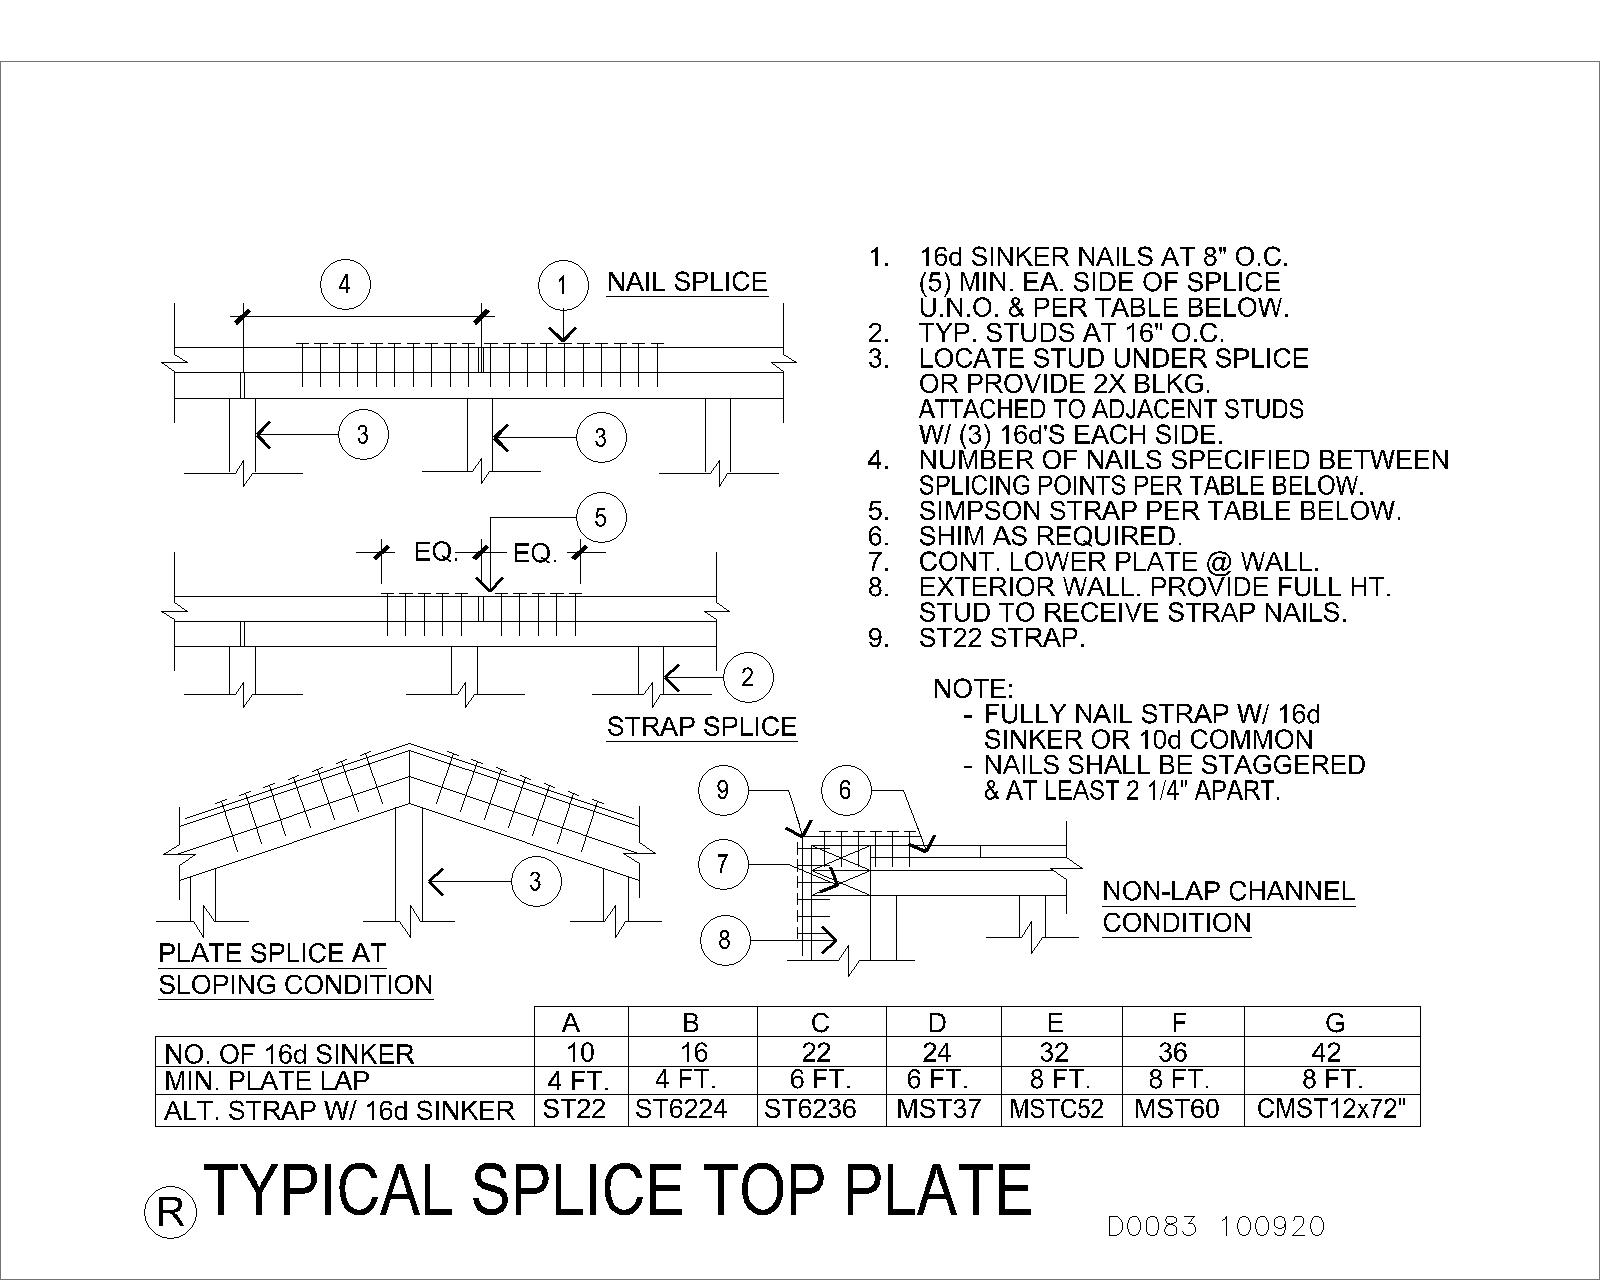 4
1
NAIL SPLICE
3
3
5
EQ. EQ.
2
STRAP SPLICE
3
PLATE SPLICE AT
SLOPING CONDITION
1. 16d SINKER NAILS AT 8" O.C.
(5) MIN. EA. SIDE OF SPLICE
U.N.O. & PER TABLE BELOW.
2. TYP. STUDS AT 16" O.C.
3. LOCATE STUD UNDER SPLICE
OR PROVIDE 2X BLKG.
ATTACHED TO ADJACENT STUDS
W/ (3) 16d'S EACH SIDE.
4. NUMBER OF NAILS SPECIFIED BETWEEN
SPLICING POINTS PER TABLE BELOW.
5. SIMPSON STRAP PER TABLE BELOW.
6. SHIM AS REQUIRED.
7. CONT. LOWER PLATE @ WALL.
8. EXTERIOR WALL. PROVIDE FULL HT.
STUD TO RECEIVE STRAP NAILS.
9. ST22 STRAP.
NOTE:
- FULLY NAIL STRAP W/ 16d
SINKER OR 10d COMMON
- NAILS SHALL BE STAGGERED
& AT LEAST 2 1/4" APART.
9
6
7
8
NON-LAP CHANNEL
CONDITION
A B C D E F G
NO. OF 16d SINKER 10 16 22 24 32 36 42
MIN. PLATE LAP 4 FT. 4 FT. 6 FT. 6 FT. 8 FT. 8 FT. 8 FT.
ALT. STRAP W/ 16d SINKER ST22 ST6224 ST6236 MST37 MSTC52 MST60 CMST12x72"
R TYPICAL SPLICE TOP PLATE
D0083 100920